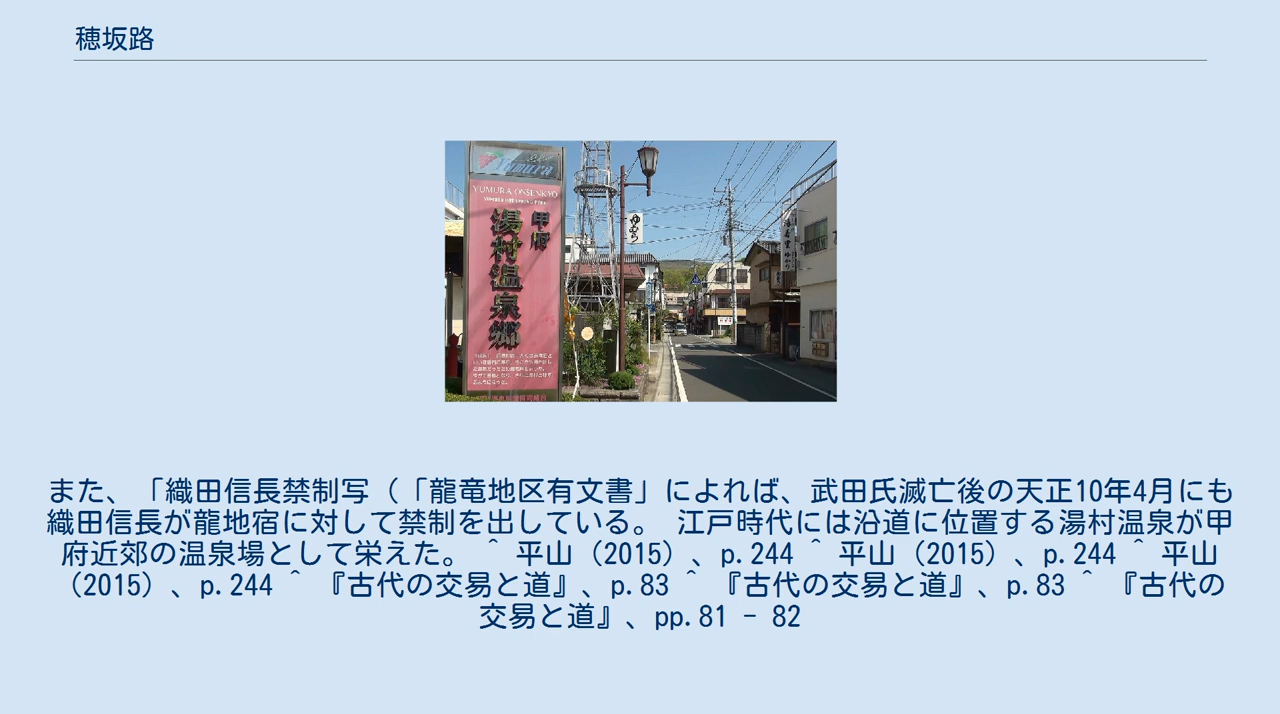 穂坂路
Yumura
YUMURA ONSENKYO
甲府
湯村温泉郷
ゆむら
また、「織田信長禁制写（「龍竜地区有文書」によれば、武田氏滅亡後の天正10年4月にも
織田信長が龍地宿に対して禁制を出している。 江戸時代には沿道に位置する湯村温泉が甲
府近郊の温泉場として栄えた。 ^ 平山（2015）、p.244 ^ 平山（2015）、p.244 ^ 平山
（2015）、p.244 ^ 『古代の交易と道』、p.83 ^ 『古代の交易と道』、p.83 ^ 『古代の
交易と道』、pp.81 - 82